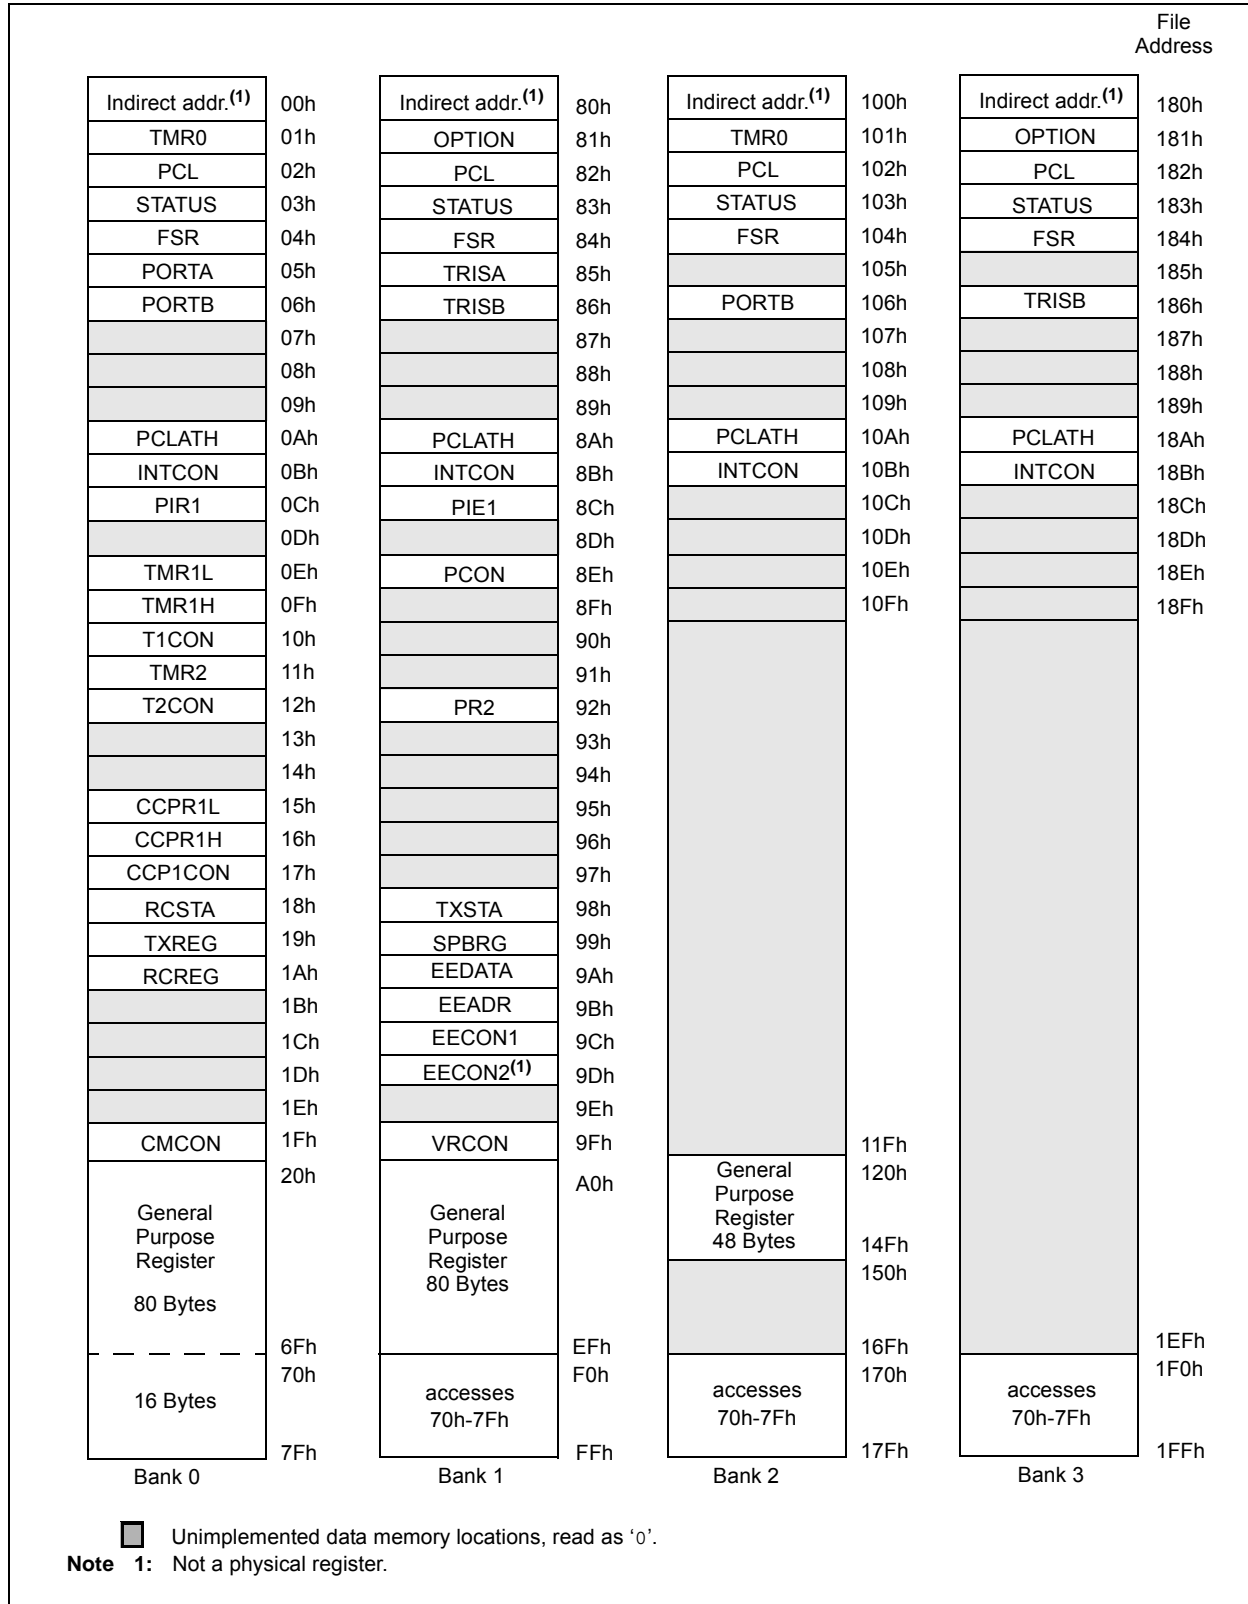 File
Address
Indirect addr.(1) 00h Indirect addr.(1) 80h Indirect addr.(1) 100h Indirect addr.(1) 180h
TMR0 01h OPTION 81h TMR0 101h OPTION 181h
PCL 02h PCL 82h PCL 102h PCL 182h
STATUS 03h STATUS 83h STATUS 103h STATUS 183h
FSR 04h FSR 84h FSR 104h FSR 184h
PORTA 05h TRISA 85h 105h 185h
PORTB 06h TRISB 86h PORTB 106h TRISB 186h
07h 87h 107h 187h
08h 88h 108h 188h
09h 89h 109h 189h
PCLATH 0Ah PCLATH 8Ah PCLATH 10Ah PCLATH 18Ah
INTCON 0Bh INTCON 8Bh INTCON 10Bh INTCON 18Bh
PIR1 0Ch PIE1 8Ch 10Ch 18Ch
0Dh 8Dh 10Dh 18Dh
TMR1L 0Eh PCON 8Eh 10Eh 18Eh
TMR1H 0Fh 8Fh 10Fh 18Fh
T1CON 10h 90h
TMR2 11h 91h
T2CON 12h PR2 92h
13h 93h
14h 94h
CCPR1L 15h 95h
CCPR1H 16h 96h
CCP1CON 17h 97h
RCSTA 18h TXSTA 98h
TXREG 19h SPBRG 99h
RCREG 1Ah EEDATA 9Ah
1Bh EEADR 9Bh
1Ch EECON1 9Ch
1Dh EECON2(1) 9Dh
1Eh 9Eh
CMCON 1Fh VRCON 9Fh 11Fh
20h A0h General 120h
General General Purpose
Purpose Purpose Register
Register Register 48 Bytes 14Fh
80 Bytes 80 Bytes 150h
6Fh EFh 16Fh 1EFh
70h F0h 170h 1F0h
16 Bytes accesses accesses accesses
70h-7Fh 70h-7Fh 70h-7Fh
7Fh FFh 17Fh 1FFh
Bank 0 Bank 1 Bank 2 Bank 3
Unimplemented data memory locations, read as ‘0’.
Note 1: Not a physical register.